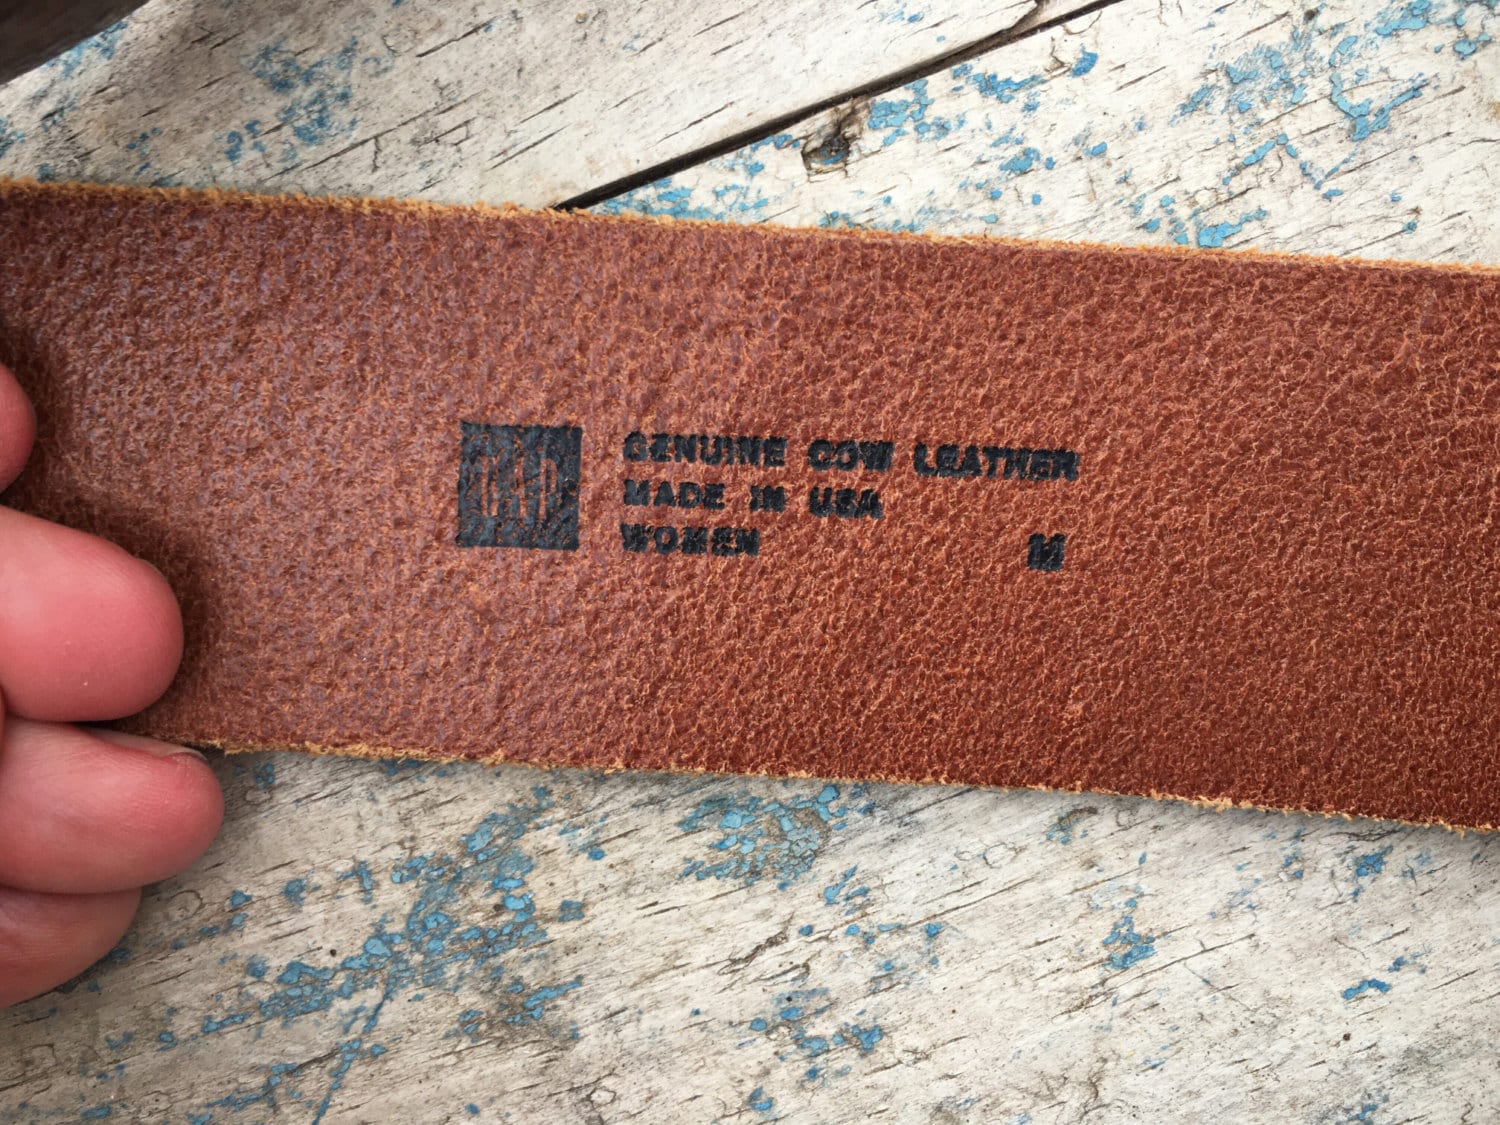 GAP
GENUINE COW LEATHER
MADE IN USA
WOMEN M